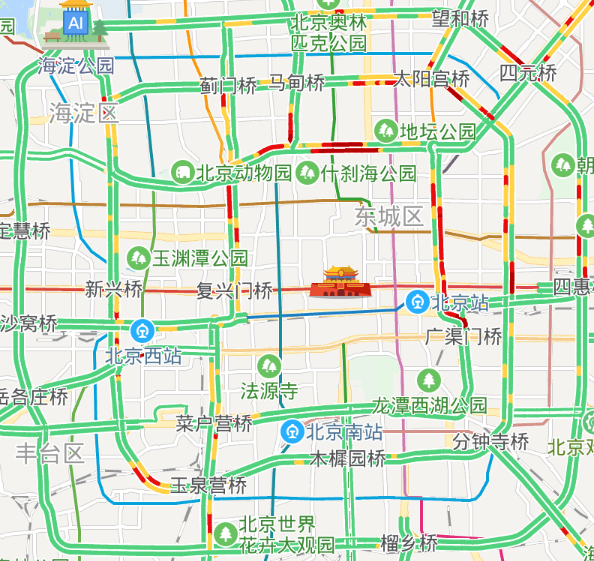 望和桥
北京奥林
匹克公园
园
AI
海淀公园
四元桥
太阳宫桥
蓟门桥
马甸桥
海淀区
地坛公园
北京动物园
什刹海公园
朝
东城区
定慧桥
玉渊潭公园
新兴桥
复兴门桥
四惠
北京站
沙窝桥
广渠门桥
北京西站
法源寺
岳各庄桥
龙潭西湖公园
菜户营桥
北京南站
分钟寺桥
丰台区
北京欢
木樨园桥
玉泉营桥
北京世界
花卉大观园
榴乡桥
海